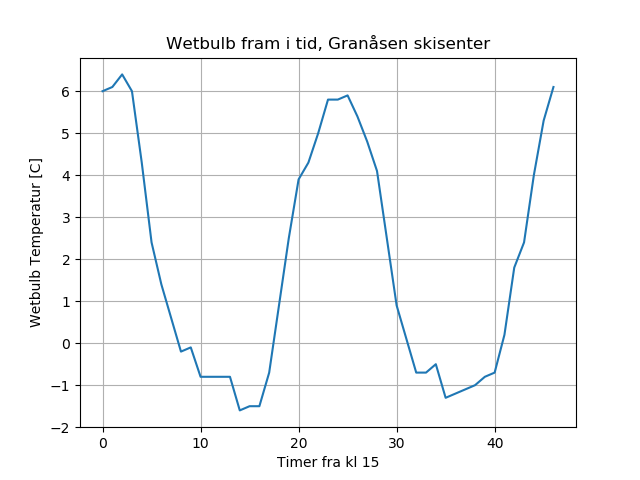 Wetbulb fram i tid, Granåsen skisenter
6
5
4
3
2
1
0
−1
−2
Wetbulb Temperatur [C]
0 10 20 30 40
Timer fra kl 15